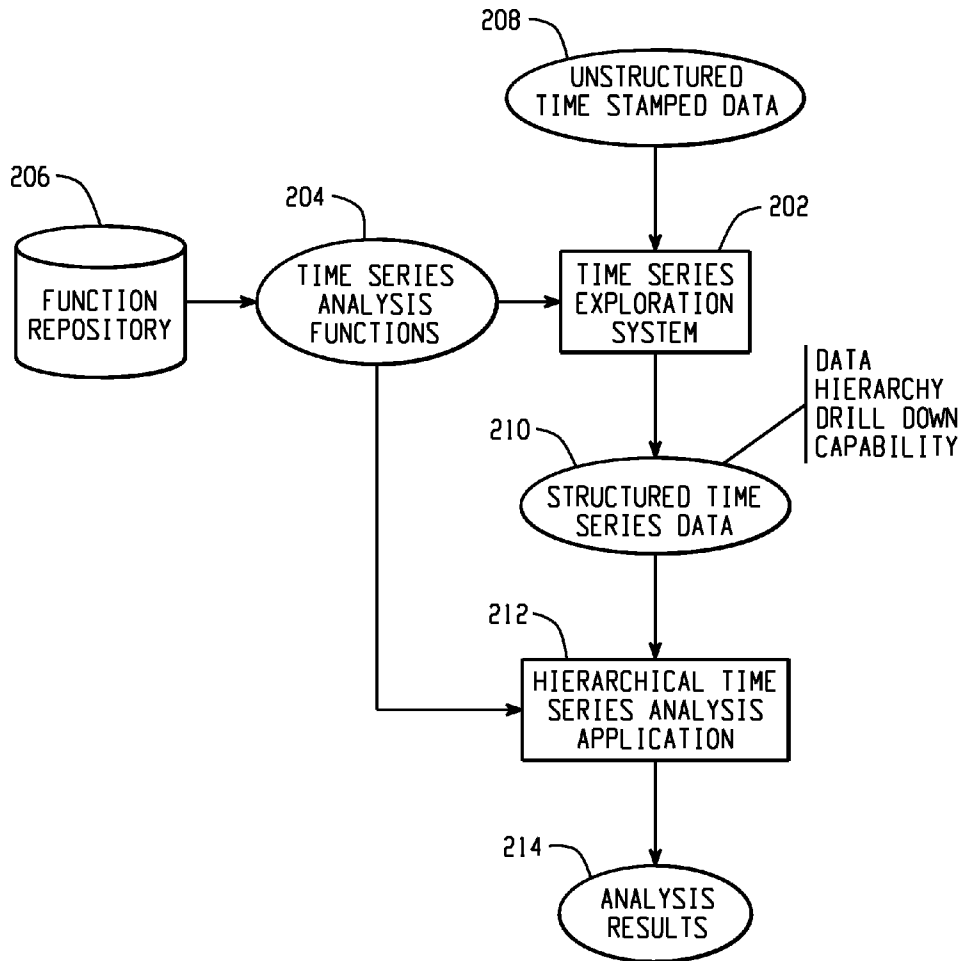 208
UNSTRUCTURED
TIME STAMPED DATA
206
204
202
FUNCTION
REPOSITORY
TIME SERIES
ANALYSIS
FUNCTIONS
TIME SERIES
EXPLORATION
SYSTEM
DATA
HIERARCHY
DRILL DOWN
CAPABILITY
210
STRUCTURED TIME
SERIES DATA
212
HIERARCHICAL TIME
SERIES ANALYSIS
APPLICATION
214
ANALYSIS
RESULTS